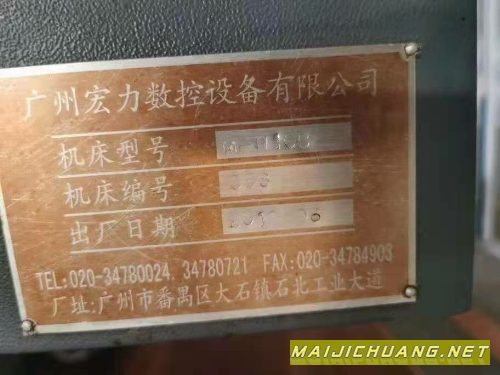 广州宏力数控设备有限公司
机床型号
机床编号
出厂日期
TEL:020-34780024, 34780721 FAX:020-34784903
厂址:广州市番禺区大石镇石北工业大道
MAIJICHUANG.NET